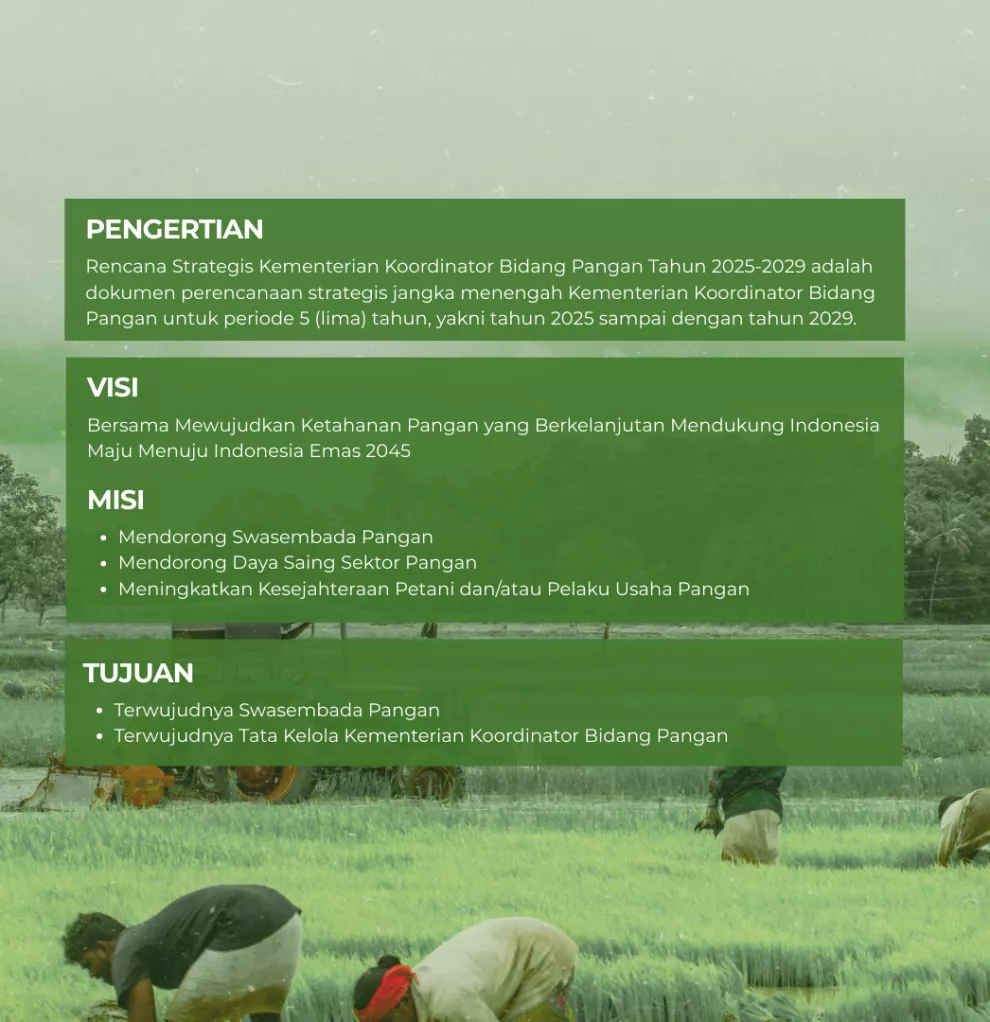 PENGERTIAN
Rencana Strategis Kementerian Koordinator Bidang Pangan Tahun 2025-2029 adalah
dokumen perencanaan strategis jangka menengah Kementerian Koordinator Bidang
Pangan untuk periode 5 (lima) tahun, yakni tahun 2025 sampai dengan tahun 2029.
VISI
Bersama Mewujudkan Ketahanan Pangan yang Berkelanjutan Mendukung Indonesia
Maju Menuju Indonesia Emas 2045
MISI
• Mendorong Swasembada Pangan
• Mendorong Daya Saing Sektor Pangan
• Meningkatkan Kesejahteraan Petani dan/atau Pelaku Usaha Pangan
TUJUAN
• Terwujudnya Swasembada Pangan
• Terwujudnya Tata Kelola Kementerian Koordinator Bidang Pangan